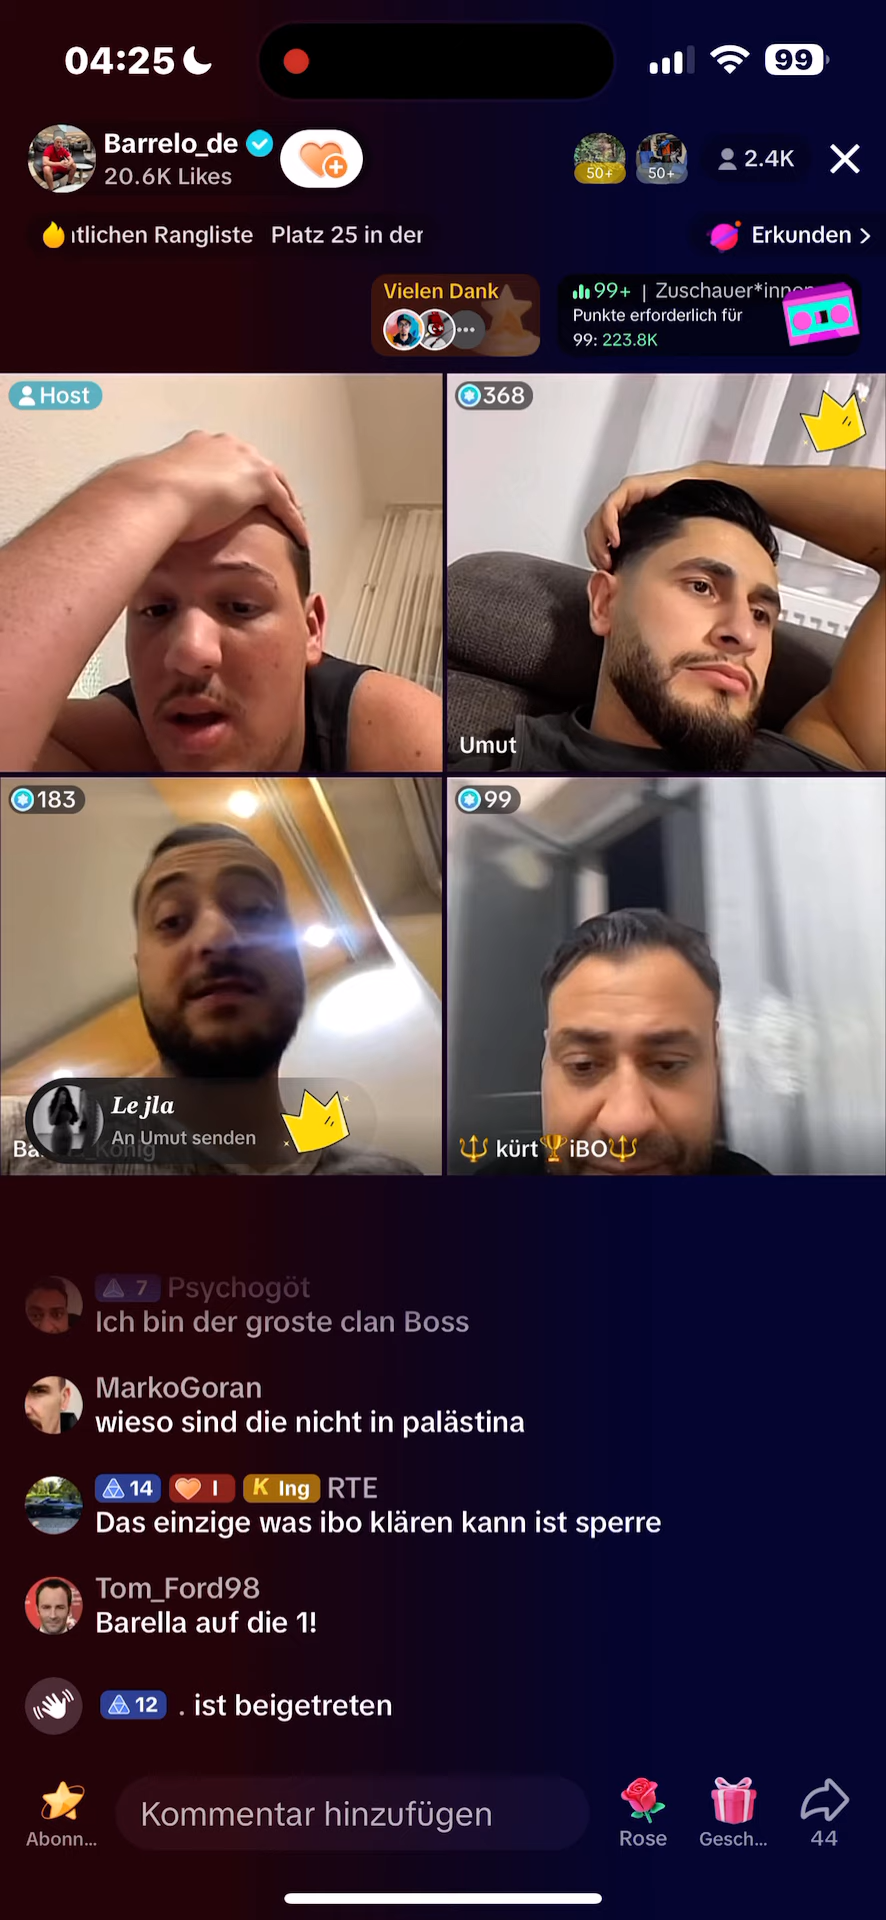 04:25
99
Barrelo_de
20.6K Likes
50+
50+
2.4K
ıtlichen Rangliste Platz 25 in der
Erkunden
Vielen Dank
99+ | Zuschauer*innen
Punkte erforderlich für
99: 223.8K
Host
368
Umut
183
99
Lejla
An Umut senden
König
kürt iBO
7 Psychogöt
Ich bin der groste clan Boss
MarkoGoran
wieso sind die nicht in palästina
14 I K Ing RTE
Das einzige was ibo klären kann ist sperre
Tom_Ford98
Barella auf die 1!
12 . ist beigetreten
Abonn...
Kommentar hinzufügen
Rose
Gesch...
44